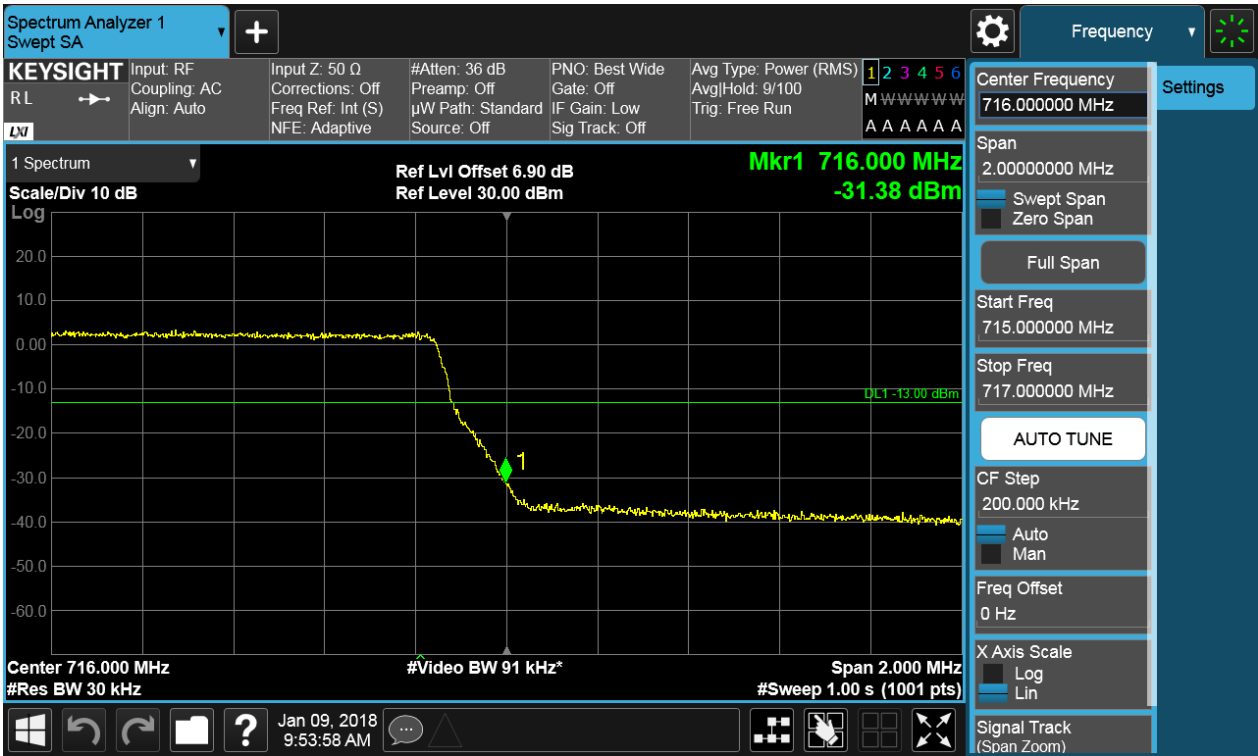 Spectrum Analyzer 1
Swept SA
Frequency
KEYSIGHT
R L
LXI
Input: RF
Coupling: AC
Align: Auto
Input Z: 50 Ω
Corrections: Off
Freq Ref: Int (S)
NFE: Adaptive
#Atten: 36 dB
Preamp: Off
µW Path: Standard
Source: Off
PNO: Best Wide
Gate: Off
IF Gain: Low
Sig Track: Off
Avg Type: Power (RMS)
Avg|Hold: 9/100
Trig: Free Run
1 2 3 4 5 6
M W W W W W
A A A A A A
1 Spectrum
Scale/Div 10 dB
Ref Lvl Offset 6.90 dB
Ref Level 30.00 dBm
Mkr1 716.000 MHz
-31.38 dBm
Log
20.0
10.0
0.00
-10.0
DL1 -13.00 dBm
-20.0
1
-30.0
-40.0
-50.0
-60.0
Center 716.000 MHz
#Video BW 91 kHz*
Span 2.000 MHz
#Res BW 30 kHz
#Sweep 1.00 s (1001 pts)
Center Frequency
716.000000 MHz
Settings
Span
2.00000000 MHz
Swept Span
Zero Span
Full Span
Start Freq
715.000000 MHz
Stop Freq
717.000000 MHz
AUTO TUNE
CF Step
200.000 kHz
Auto
Man
Freq Offset
0 Hz
X Axis Scale
Log
Lin
Signal Track
(Span Zoom)
?
Jan 09, 2018
9:53:58 AM